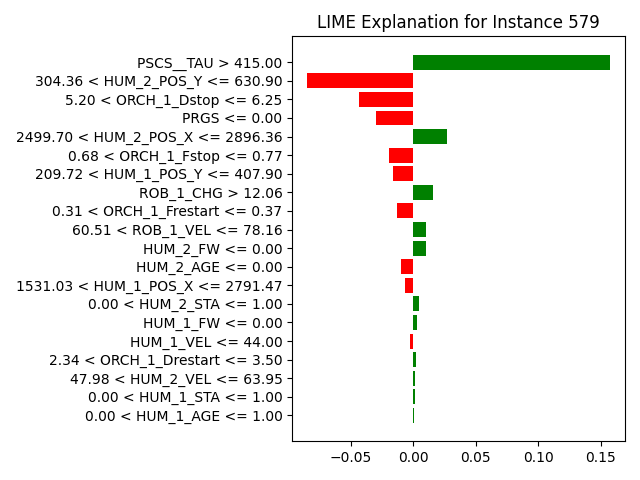 LIME Explanation for Instance 579
PSCS__TAU > 415.00
304.36 < HUM_2_POS_Y <= 630.90
5.20 < ORCH_1_Dstop <= 6.25
PRGS <= 0.00
2499.70 < HUM_2_POS_X <= 2896.36
0.68 < ORCH_1_Fstop <= 0.77
209.72 < HUM_1_POS_Y <= 407.90
ROB_1_CHG > 12.06
0.31 < ORCH_1_Frestart <= 0.37
60.51 < ROB_1_VEL <= 78.16
HUM_2_FW <= 0.00
HUM_2_AGE <= 0.00
1531.03 < HUM_1_POS_X <= 2791.47
0.00 < HUM_2_STA <= 1.00
HUM_1_FW <= 0.00
HUM_1_VEL <= 44.00
2.34 < ORCH_1_Drestart <= 3.50
47.98 < HUM_2_VEL <= 63.95
0.00 < HUM_1_STA <= 1.00
0.00 < HUM_1_AGE <= 1.00
−0.05 0.00 0.05 0.10 0.15